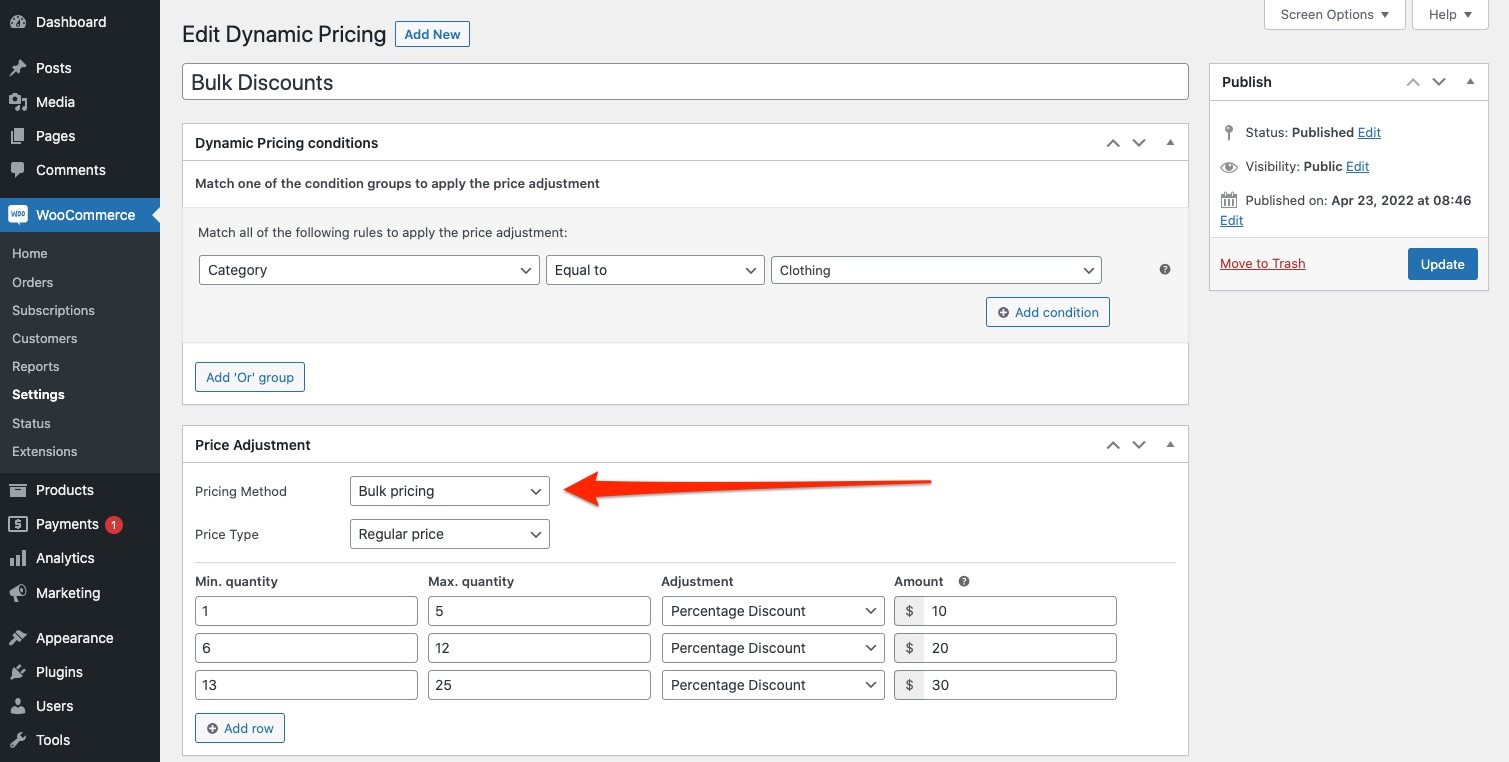 Dashboard
Posts
Media
Pages
Comments
WOO WooCommerce
Home
Orders
Subscriptions
Customers
Reports
Settings
Status
Extensions
Products
Payments 1
Analytics
Marketing
Appearance
Plugins
Users
Tools
Screen Options ▼ Help ▼
Edit Dynamic Pricing Add New
Bulk Discounts
Dynamic Pricing conditions
Match one of the condition groups to apply the price adjustment
Match all of the following rules to apply the price adjustment:
Category Equal to Clothing ?
Add condition
Add 'Or' group
Price Adjustment
Pricing Method Bulk pricing
Price Type Regular price
Min. quantity Max. quantity Adjustment Amount ?
1 5 Percentage Discount $ 10
6 12 Percentage Discount $ 20
13 25 Percentage Discount $ 30
Add row
Publish
Status: Published Edit
Visibility: Public Edit
Published on: Apr 23, 2022 at 08:46
Edit
Move to Trash Update